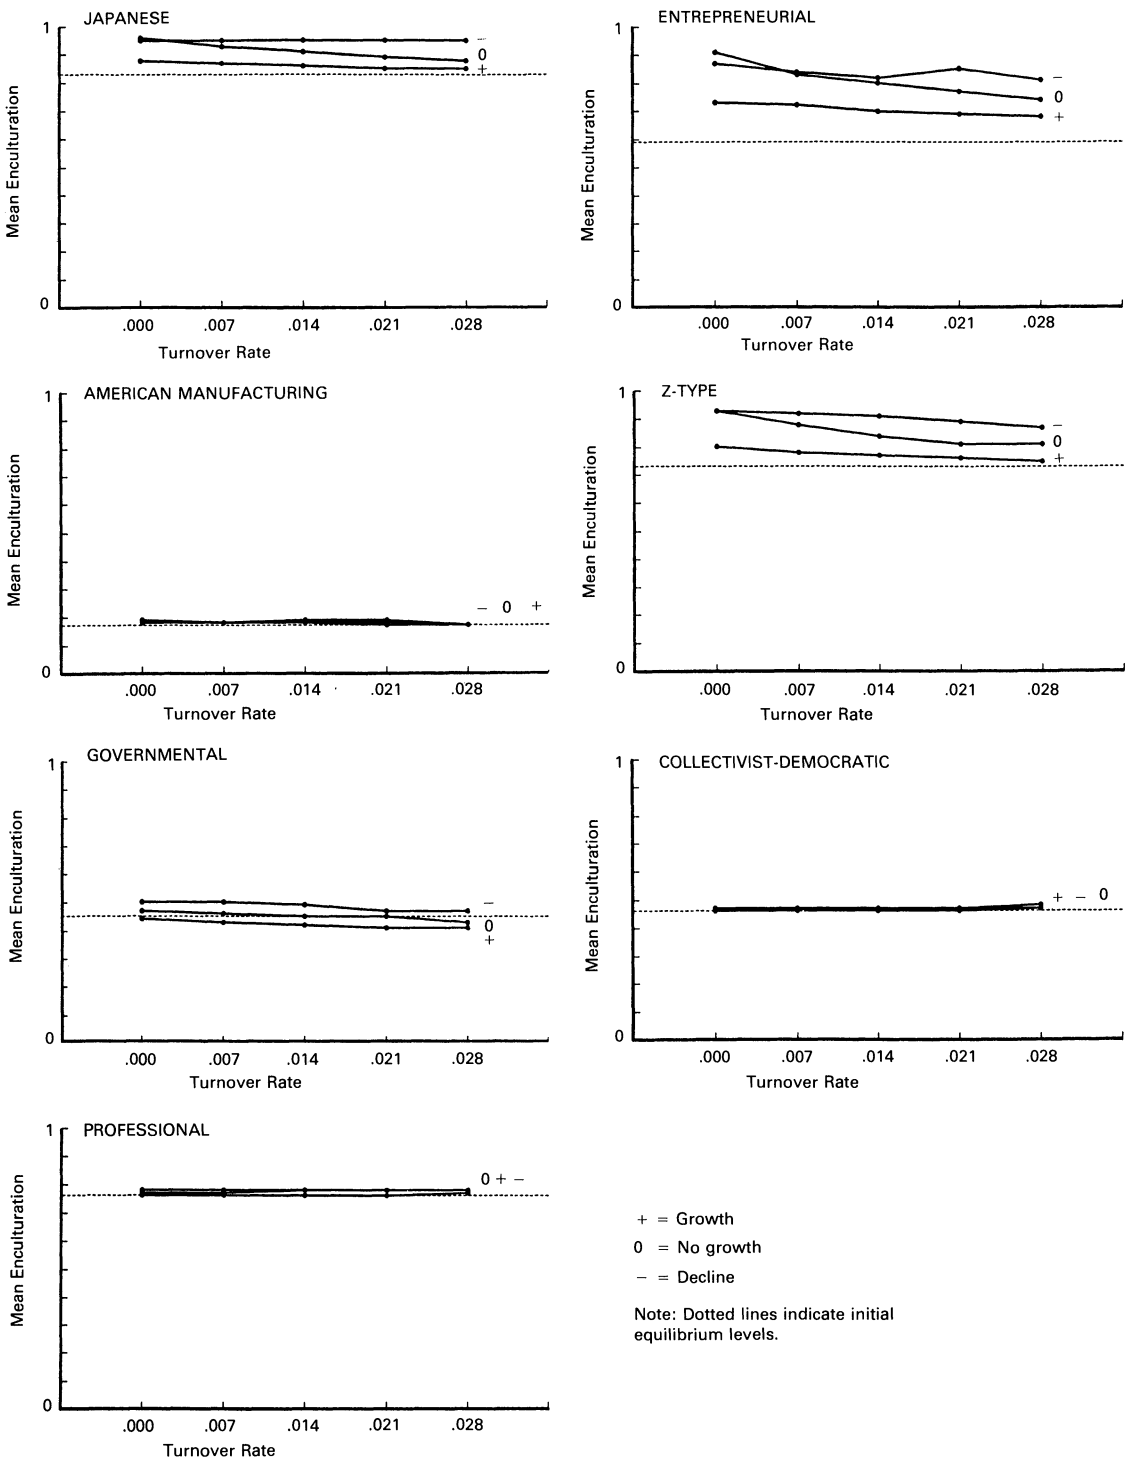 JAPANESE
1
Mean Enculturation
−
0
+
0
.000 .007 .014 .021 .028
Turnover Rate
ENTREPRENEURIAL
1
Mean Enculturation
−
0
+
0
.000 .007 .014 .021 .028
Turnover Rate
AMERICAN MANUFACTURING
1
Mean Enculturation
− 0 +
0
.000 .007 .014 .021 .028
Turnover Rate
Z-TYPE
1
Mean Enculturation
−
0
+
0
.000 .007 .014 .021 .028
Turnover Rate
GOVERNMENTAL
1
Mean Enculturation
−
0
+
0
.000 .007 .014 .021 .028
Turnover Rate
COLLECTIVIST-DEMOCRATIC
1
Mean Enculturation
+ − 0
0
.000 .007 .014 .021 .028
Turnover Rate
PROFESSIONAL
1
Mean Enculturation
0 + −
0
.000 .007 .014 .021 .028
Turnover Rate
+ = Growth
0 = No growth
− = Decline
Note: Dotted lines indicate initial
equilibrium levels.